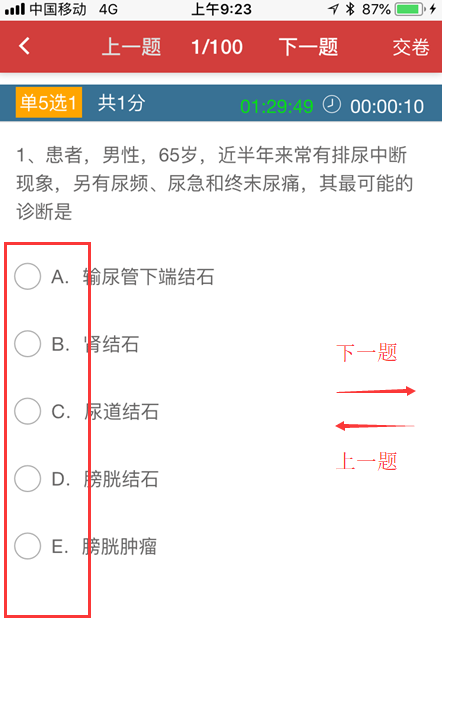 中国移动 4G 上午9:23 87%
上一题 1/100 下一题 交卷
单5选1 共1分 01:29:49 00:00:10
1、患者，男性，65岁，近半年来常有排尿中断
现象，另有尿频、尿急和终末尿痛，其最可能的
诊断是
A. 输尿管下端结石
B. 肾结石
下一题
C. 尿道结石
上一题
D. 膀胱结石
E. 膀胱肿瘤